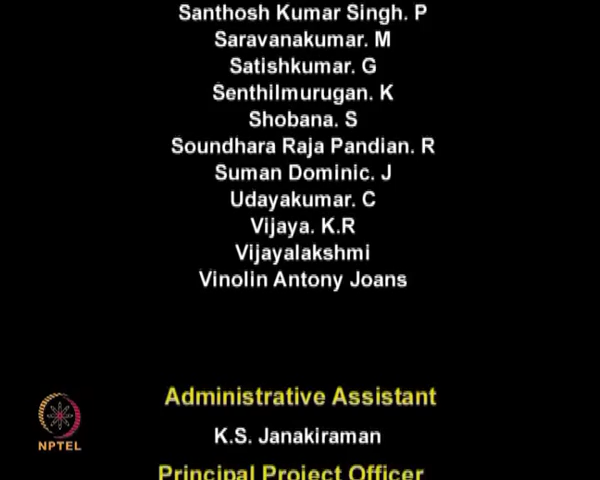 Santhosh Kumar Singh. P
Saravanakumar. M
Satishkumar. G
Senthilmurugan. K
Shobana. S
Soundhara Raja Pandian. R
Suman Dominic. J
Udayakumar. C
Vijaya. K.R
Vijayalakshmi
Vinolin Antony Joans
Administrative Assistant
K.S. Janakiraman
NPTEL
Principal Project Officer